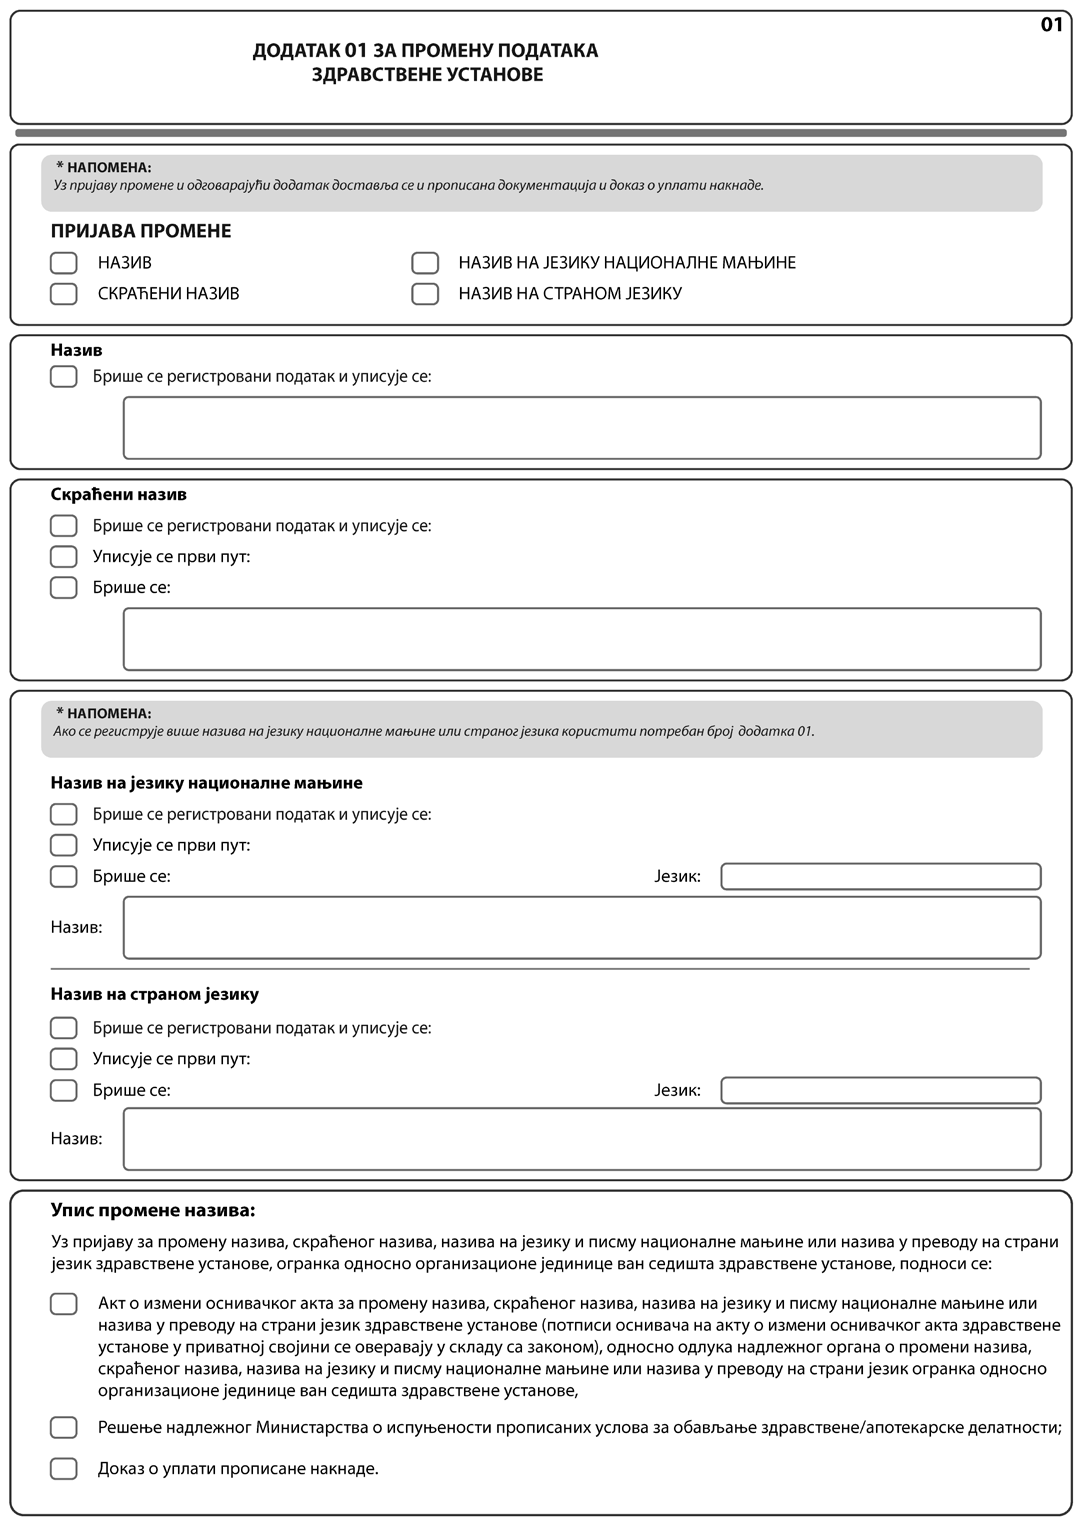 01
ДОДАТАК 01 ЗА ПРОМЕНУ ПОДАТАКА
ЗДРАВСТВЕНЕ УСТАНОВЕ
* НАПОМЕНА:
Уз пријаву промене и одговарајући додатак доставља се и прописана документација и доказ о уплати накнаде.
ПРИЈАВА ПРОМЕНЕ
НАЗИВ
НАЗИВ НА ЈЕЗИКУ НАЦИОНАЛНЕ МАЊИНЕ
СКРАЋЕНИ НАЗИВ
НАЗИВ НА СТРАНОМ ЈЕЗИКУ
Назив
Брише се регистровани податак и уписује се:
Скраћени назив
Брише се регистровани податак и уписује се:
Уписује се први пут:
Брише се:
* НАПОМЕНА:
Ако се региструје више назива на језику националне мањине или страног језика користити потребан број додатка 01.
Назив на језику националне мањине
Брише се регистровани податак и уписује се:
Уписује се први пут:
Брише се:
Језик:
Назив:
Назив на страном језику
Брише се регистровани податак и уписује се:
Уписује се први пут:
Брише се:
Језик:
Назив:
Упис промене назива:
Уз пријаву за промену назива, скраћеног назива, назива на језику и писму националне мањине или назива у преводу на страни
језик здравствене установе, огранка односно организационе јединице ван седишта здравствене установе, подноси се:
Акт о измени оснивачког акта за промену назива, скраћеног назива, назива на језику и писму националне мањине или
назива у преводу на страни језик здравствене установе (потписи оснивача на акту о измени оснивачког акта здравствене
установе у приватној својини се оверавају у складу са законом), односно одлука надлежног органа о промени назива,
скраћеног назива, назива на језику и писму националне мањине или назива у преводу на страни језик огранка односно
организационе јединице ван седишта здравствене установе,
Решење надлежног Министарства о испуњености прописаних услова за обављање здравствене/апотекарске делатности;
Доказ о уплати прописане накнаде.